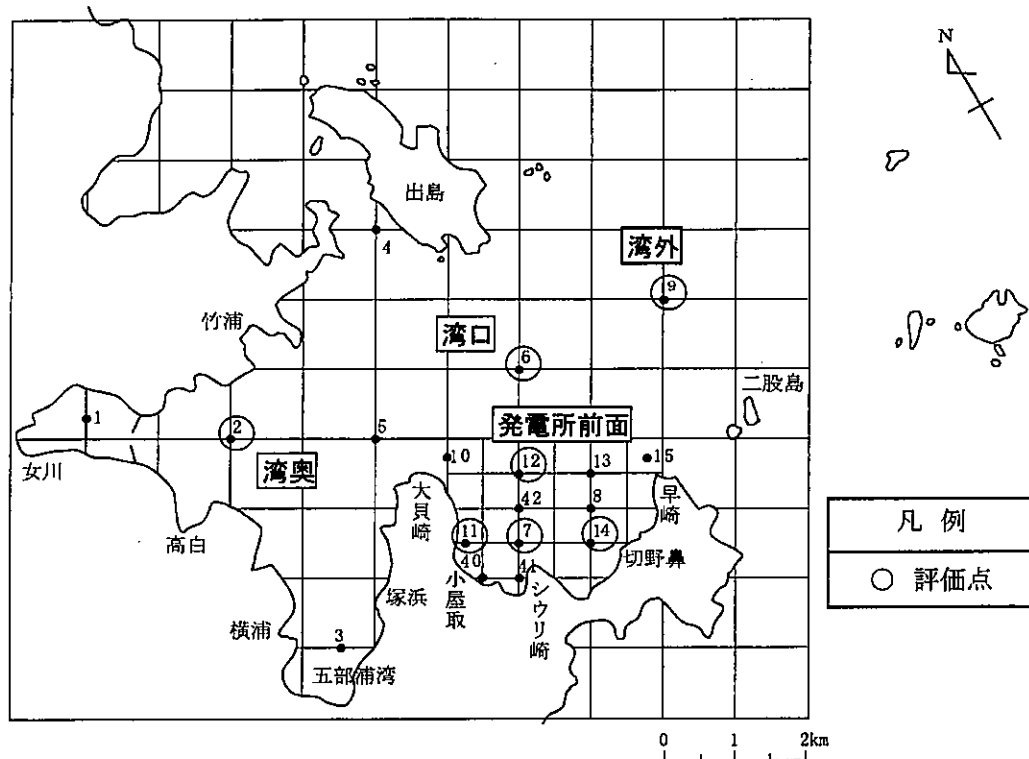 N
出島
4
湾外
9
竹浦
湾口
6
二股島
発電所前面
1
2
5
10
12
13
15
女川
湾奥
大貝崎
42
8
早崎
凡例
高白
11
7
14
切野鼻
○ 評価点
40
41
小屋取
シウリ崎
塚浜
横浦
3
五部浦湾
0 1 2km